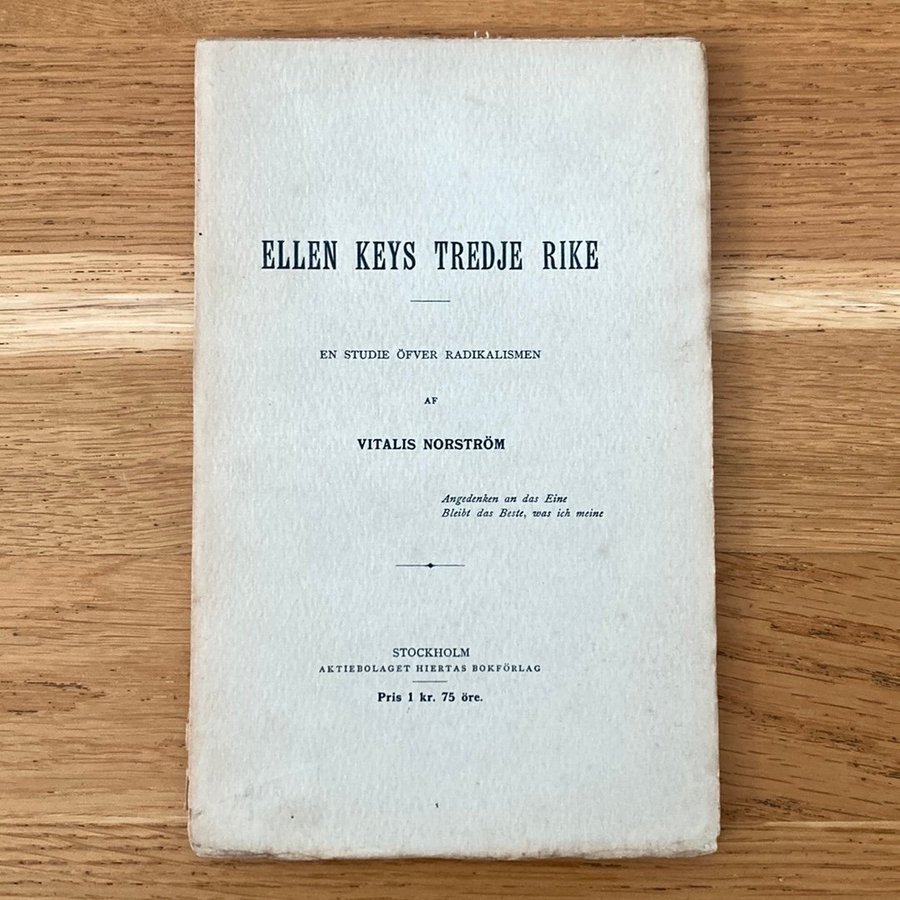 ELLEN KEYS TREDJE RIKE
EN STUDIE ÖFVER RADIKALISMEN
AF
VITALIS NORSTRÖM
Angedenken an das Eine
Bleibt das Beste, was ich meine
STOCKHOLM
AKTIEBOLAGET HIERTAS BOKFÖRLAG
Pris 1 kr. 75 öre.